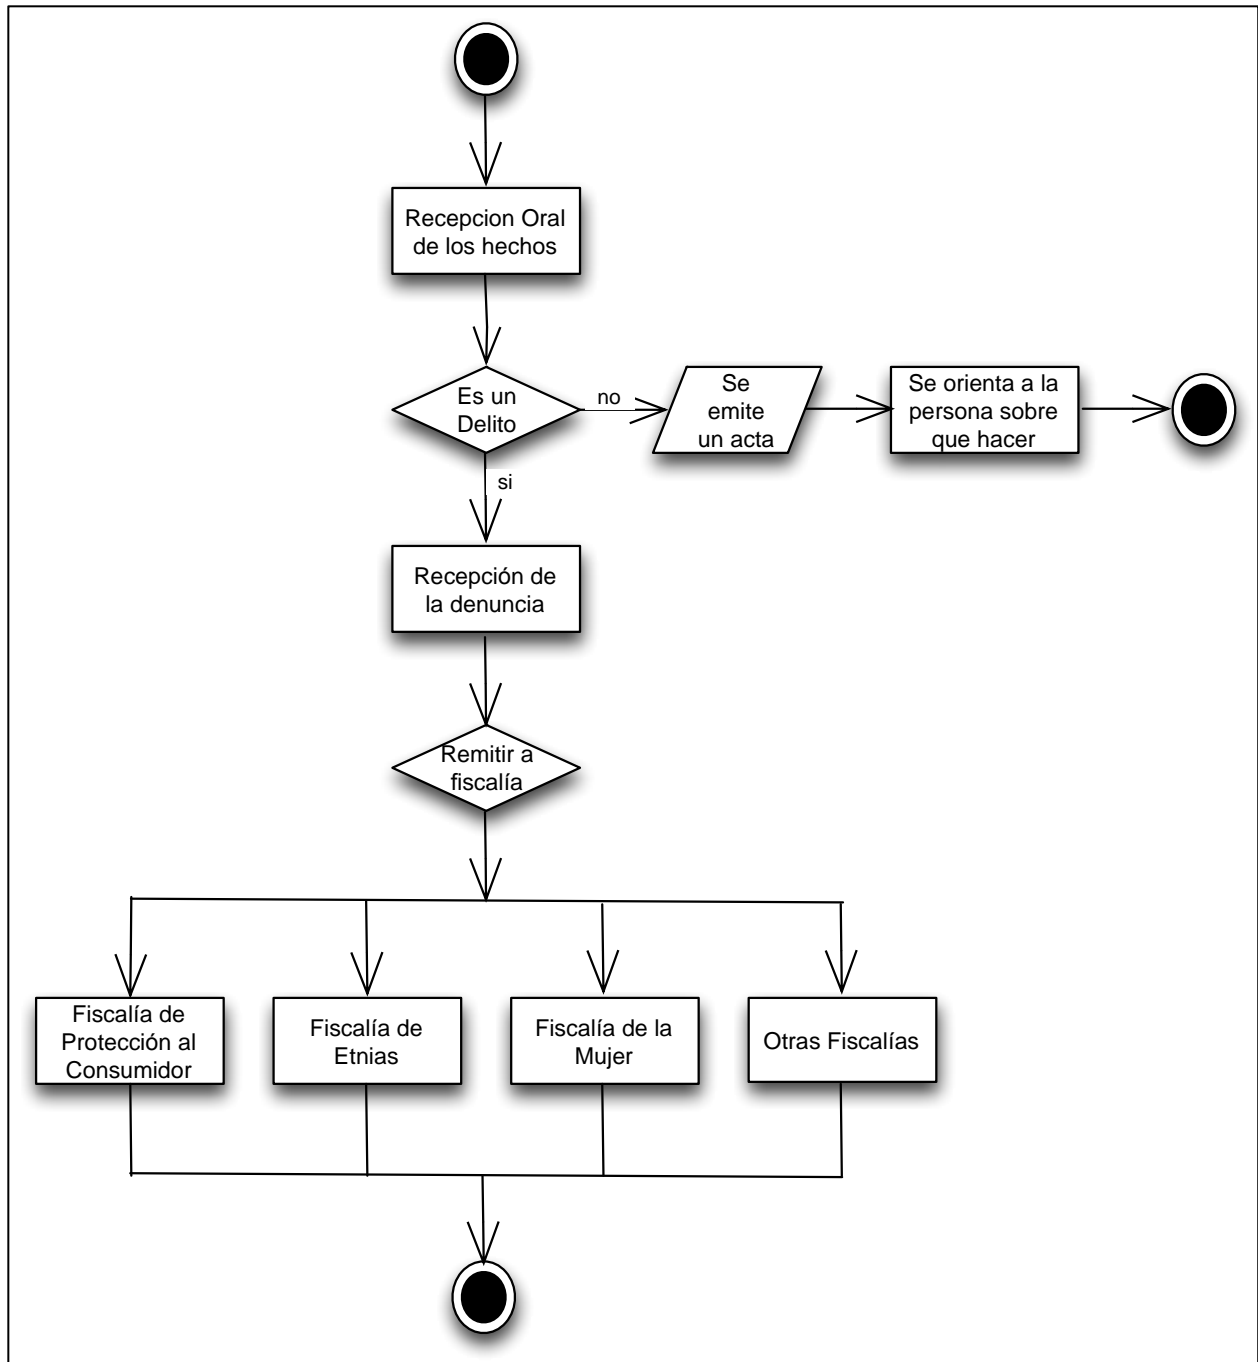 Recepcion Oral
de los hechos
Es un
Delito
no
Se
emite
un acta
Se orienta a la
persona sobre
que hacer
si
Recepción de
la denuncia
Remitir a
fiscalía
Fiscalía de
Protección al
Consumidor
Fiscalía de
Etnias
Fiscalía de la
Mujer
Otras Fiscalías